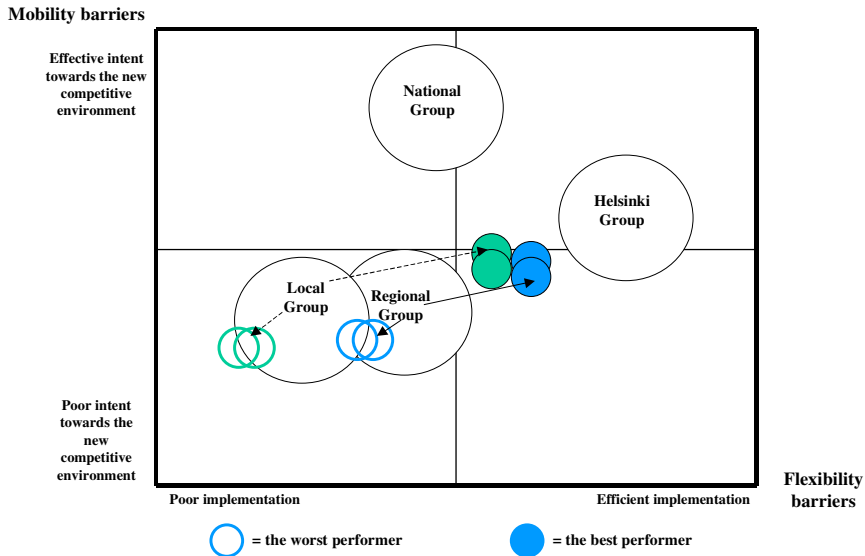 Mobility barriers
Effective intent
towards the new
competitive
environment
National
Group
Helsinki
Group
Local
Group
Regional
Group
Poor intent
towards the
new
competitive
environment
Poor implementation
Efficient implementation
Flexibility
barriers
= the worst performer
= the best performer